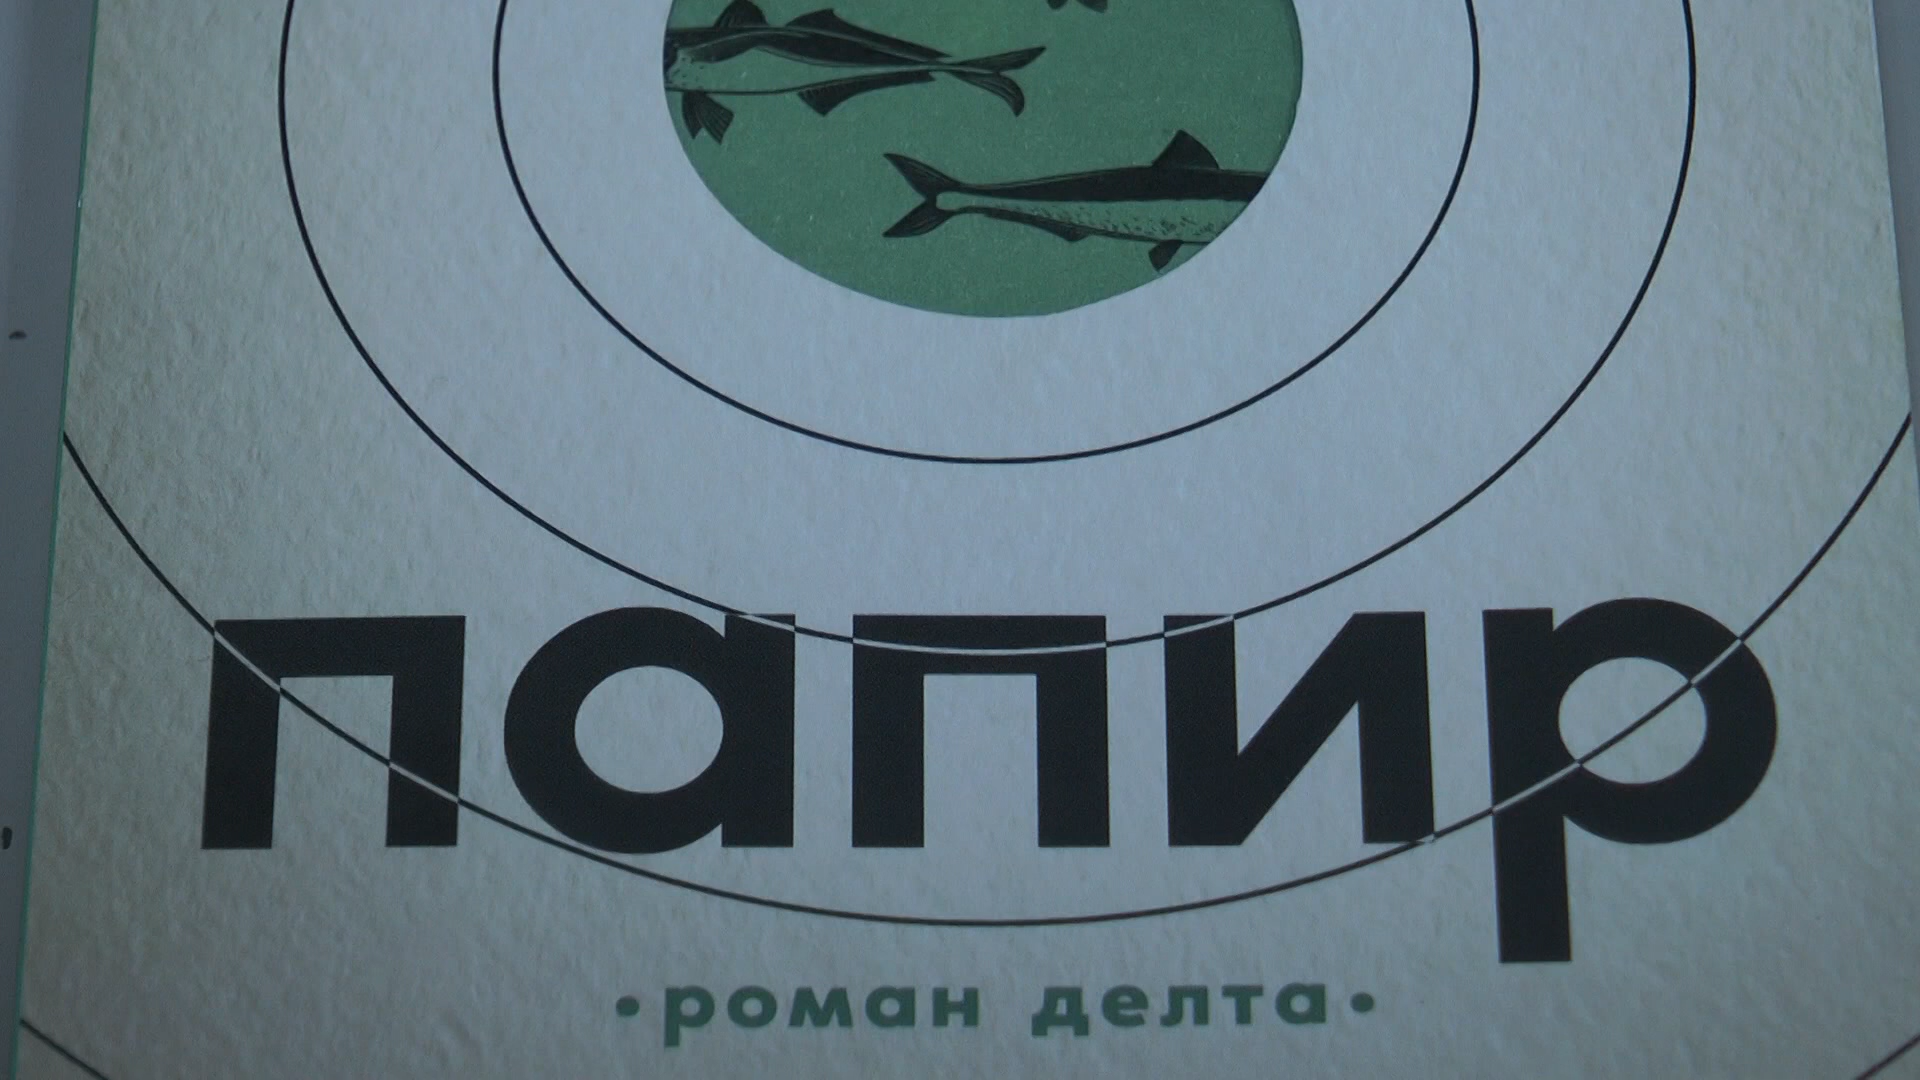 папир
• роман делта •